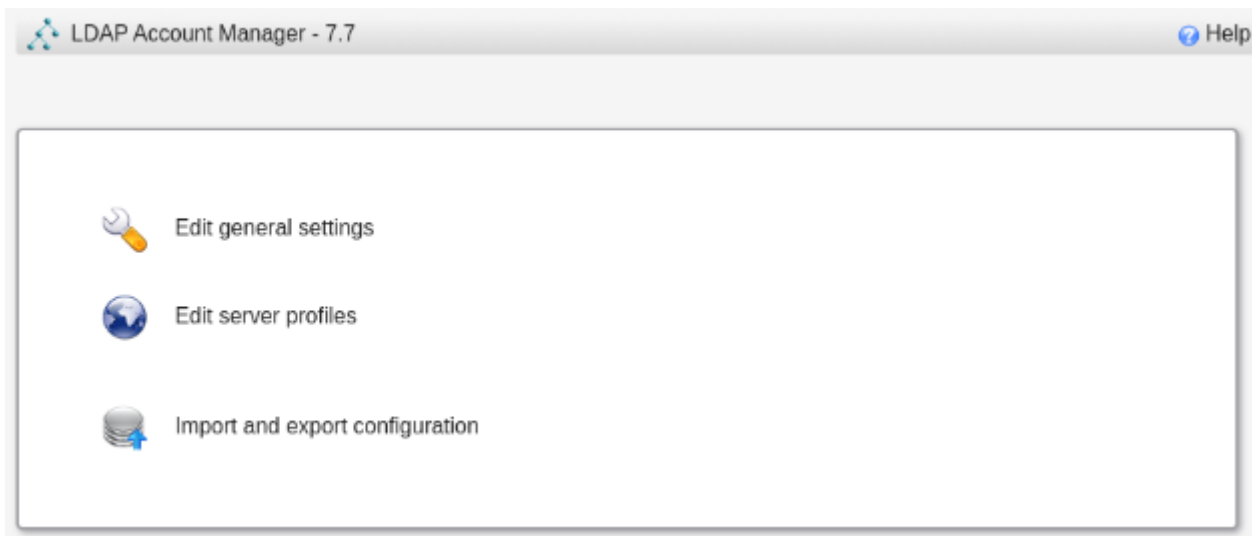 LDAP Account Manager - 7.7
Help
Edit general settings
Edit server profiles
Import and export configuration